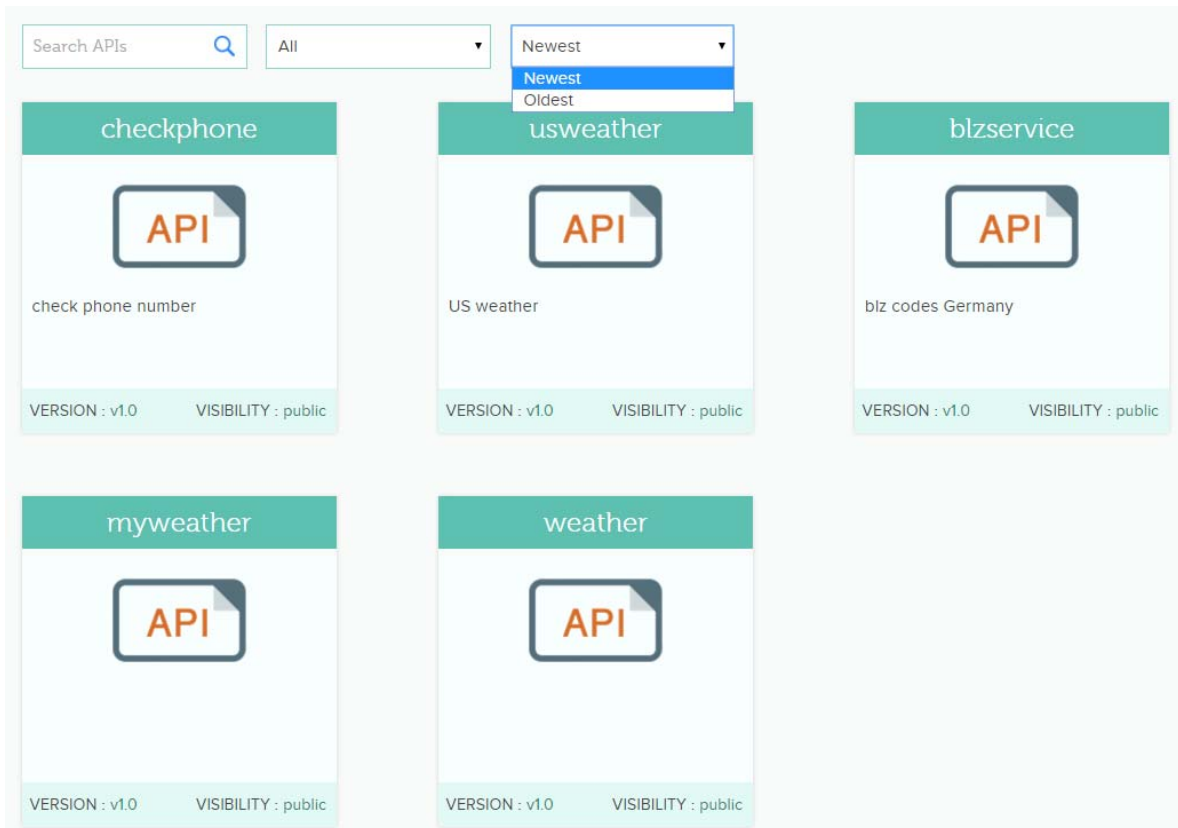 Search APIs All Newest
Newest
Oldest
checkphone usweather blzservice
API API API
check phone number US weather blz codes Germany
VERSION : v1.0 VISIBILITY : public VERSION : v1.0 VISIBILITY : public VERSION : v1.0 VISIBILITY : public
myweather weather
API API
VERSION : v1.0 VISIBILITY : public VERSION : v1.0 VISIBILITY : public